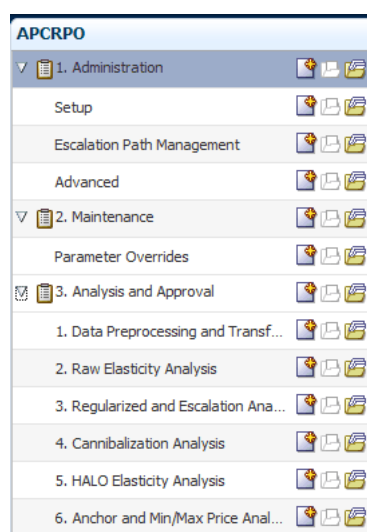 APCRPO
1. Administration
Setup
Escalation Path Management
Advanced
2. Maintenance
Parameter Overrides
3. Analysis and Approval
1. Data Preprocessing and Transf...
2. Raw Elasticity Analysis
3. Regularized and Escalation Ana...
4. Cannibalization Analysis
5. HALO Elasticity Analysis
6. Anchor and Min/Max Price Anal...